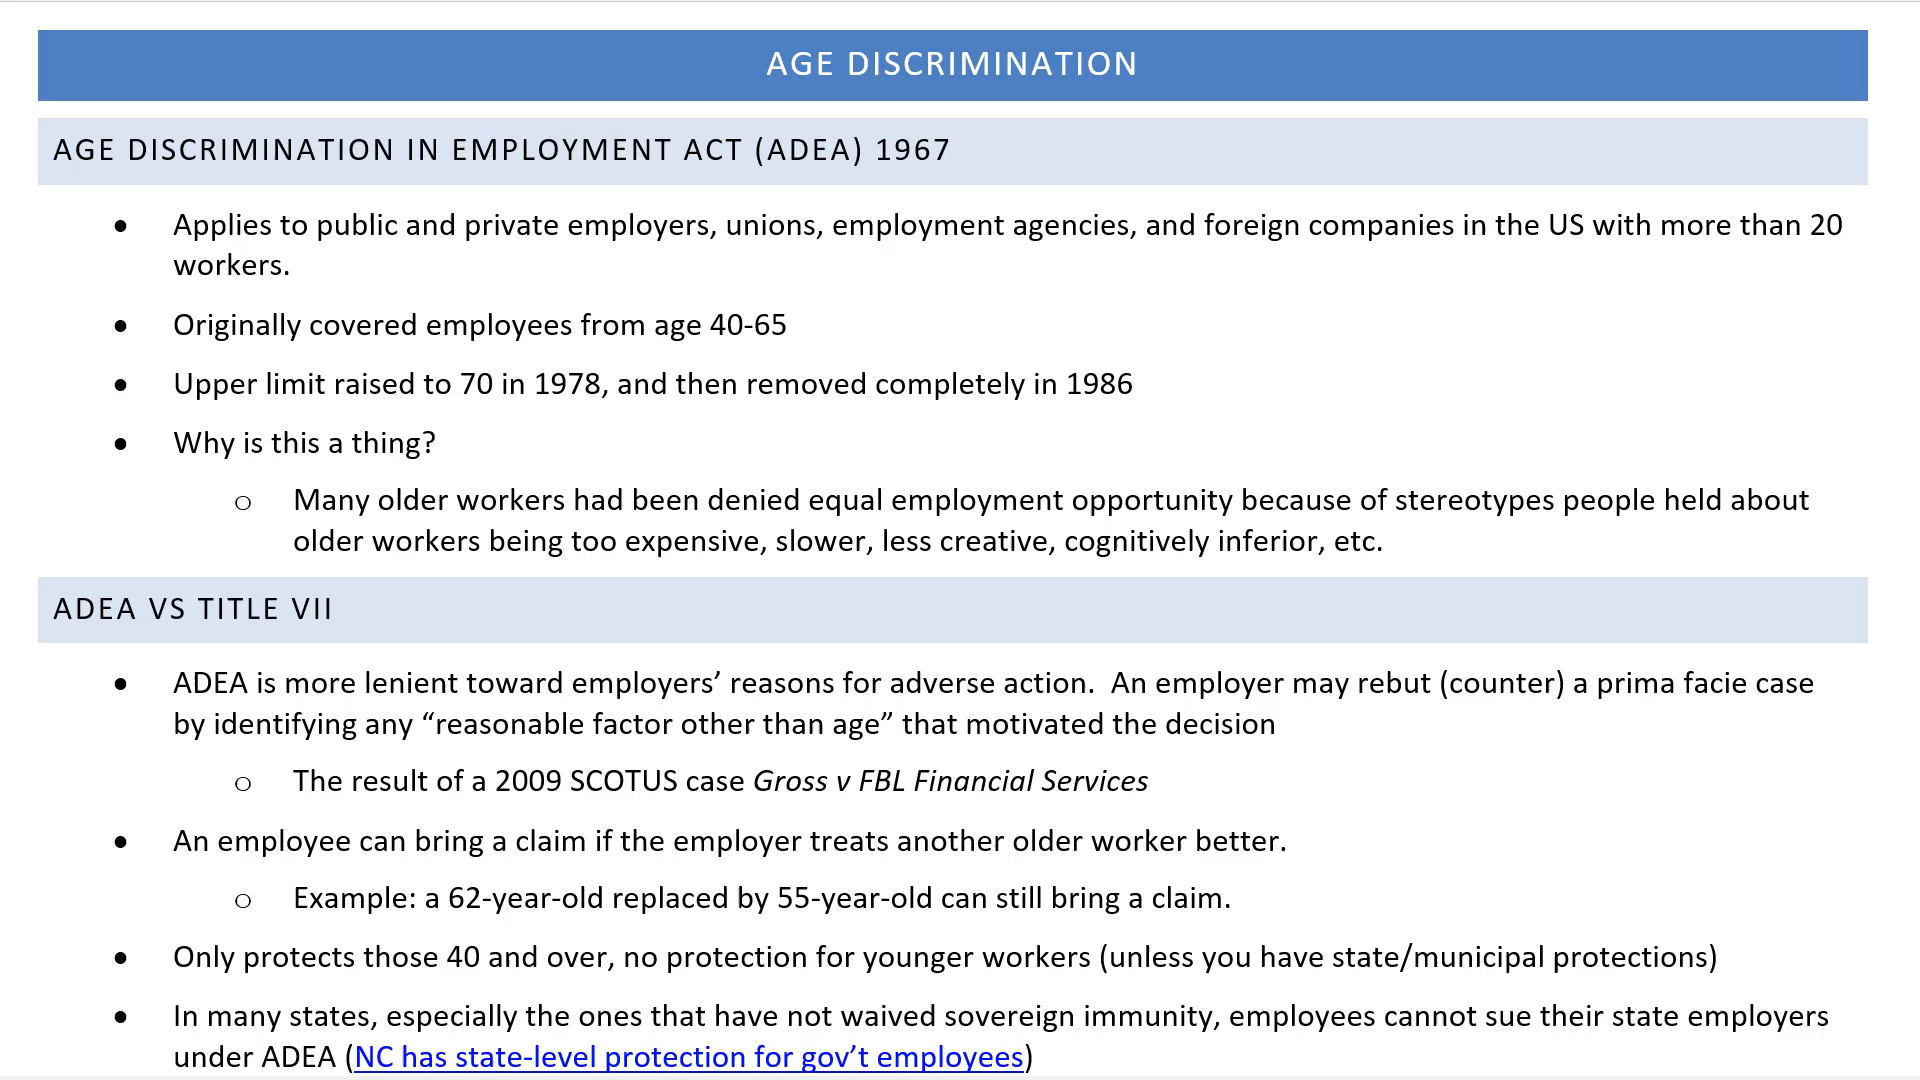 AGE DISCRIMINATION
AGE DISCRIMINATION IN EMPLOYMENT ACT (ADEA) 1967
• Applies to public and private employers, unions, employment agencies, and foreign companies in the US with more than 20
workers.
• Originally covered employees from age 40-65
• Upper limit raised to 70 in 1978, and then removed completely in 1986
• Why is this a thing?
o Many older workers had been denied equal employment opportunity because of stereotypes people held about
older workers being too expensive, slower, less creative, cognitively inferior, etc.
ADEA VS TITLE VII
• ADEA is more lenient toward employers’ reasons for adverse action.  An employer may rebut (counter) a prima facie case
by identifying any “reasonable factor other than age” that motivated the decision
o The result of a 2009 SCOTUS case Gross v FBL Financial Services
• An employee can bring a claim if the employer treats another older worker better.
o Example: a 62-year-old replaced by 55-year-old can still bring a claim.
• Only protects those 40 and over, no protection for younger workers (unless you have state/municipal protections)
• In many states, especially the ones that have not waived sovereign immunity, employees cannot sue their state employers
under ADEA (NC has state-level protection for gov’t employees)